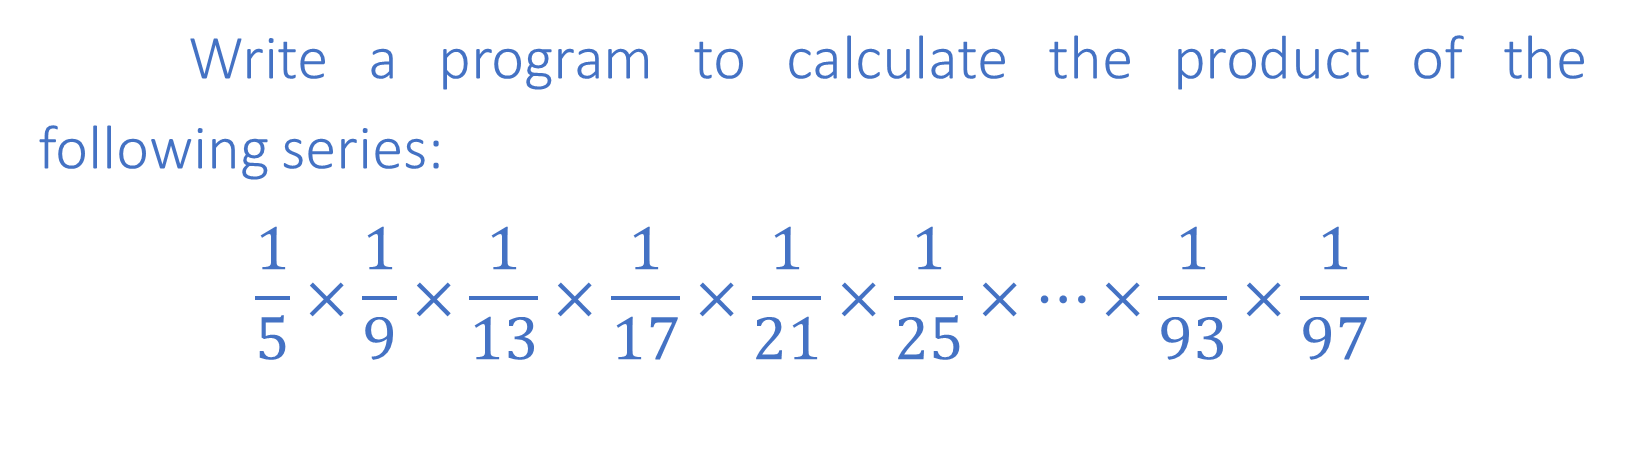 Write a program to calculate the product of the
following series:
1/5 × 1/9 × 1/13 × 1/17 × 1/21 × 1/25 × ⋯ × 1/93 × 1/97